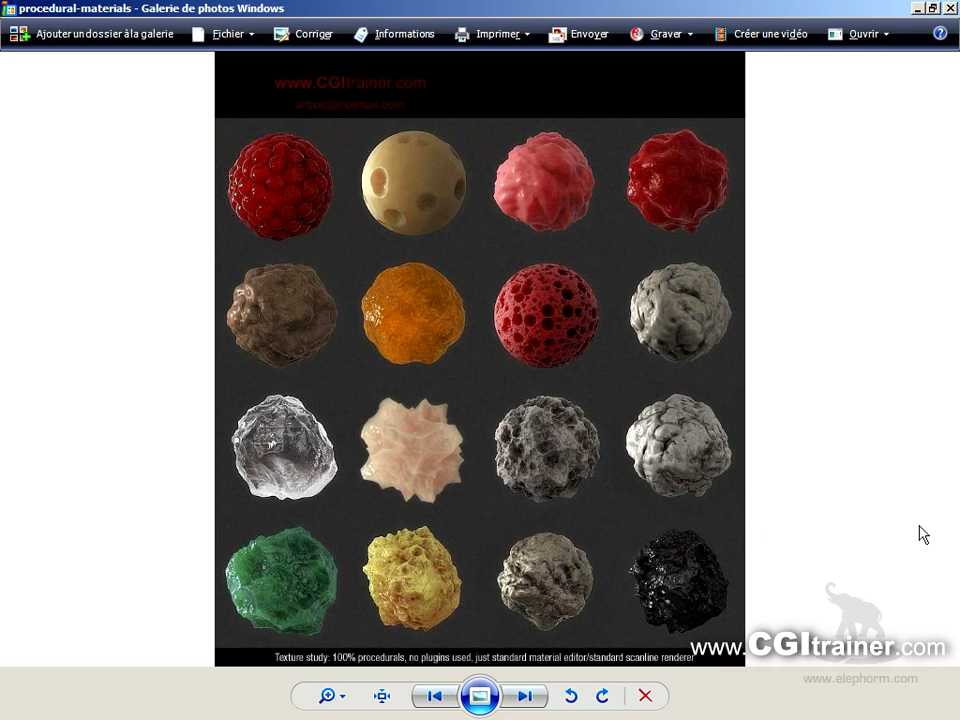 procedural-materials - Galerie de photos Windows
Ajouter un dossier à la galerie Fichier Corriger Informations Imprimer Envoyer Graver Créer une vidéo Ouvrir
www.CGItrainer.com
Texture study: 100% procedurals, no plugins used, just standard material editor/standard scanline renderer
www.CGItrainer.com
www.elephorm.com